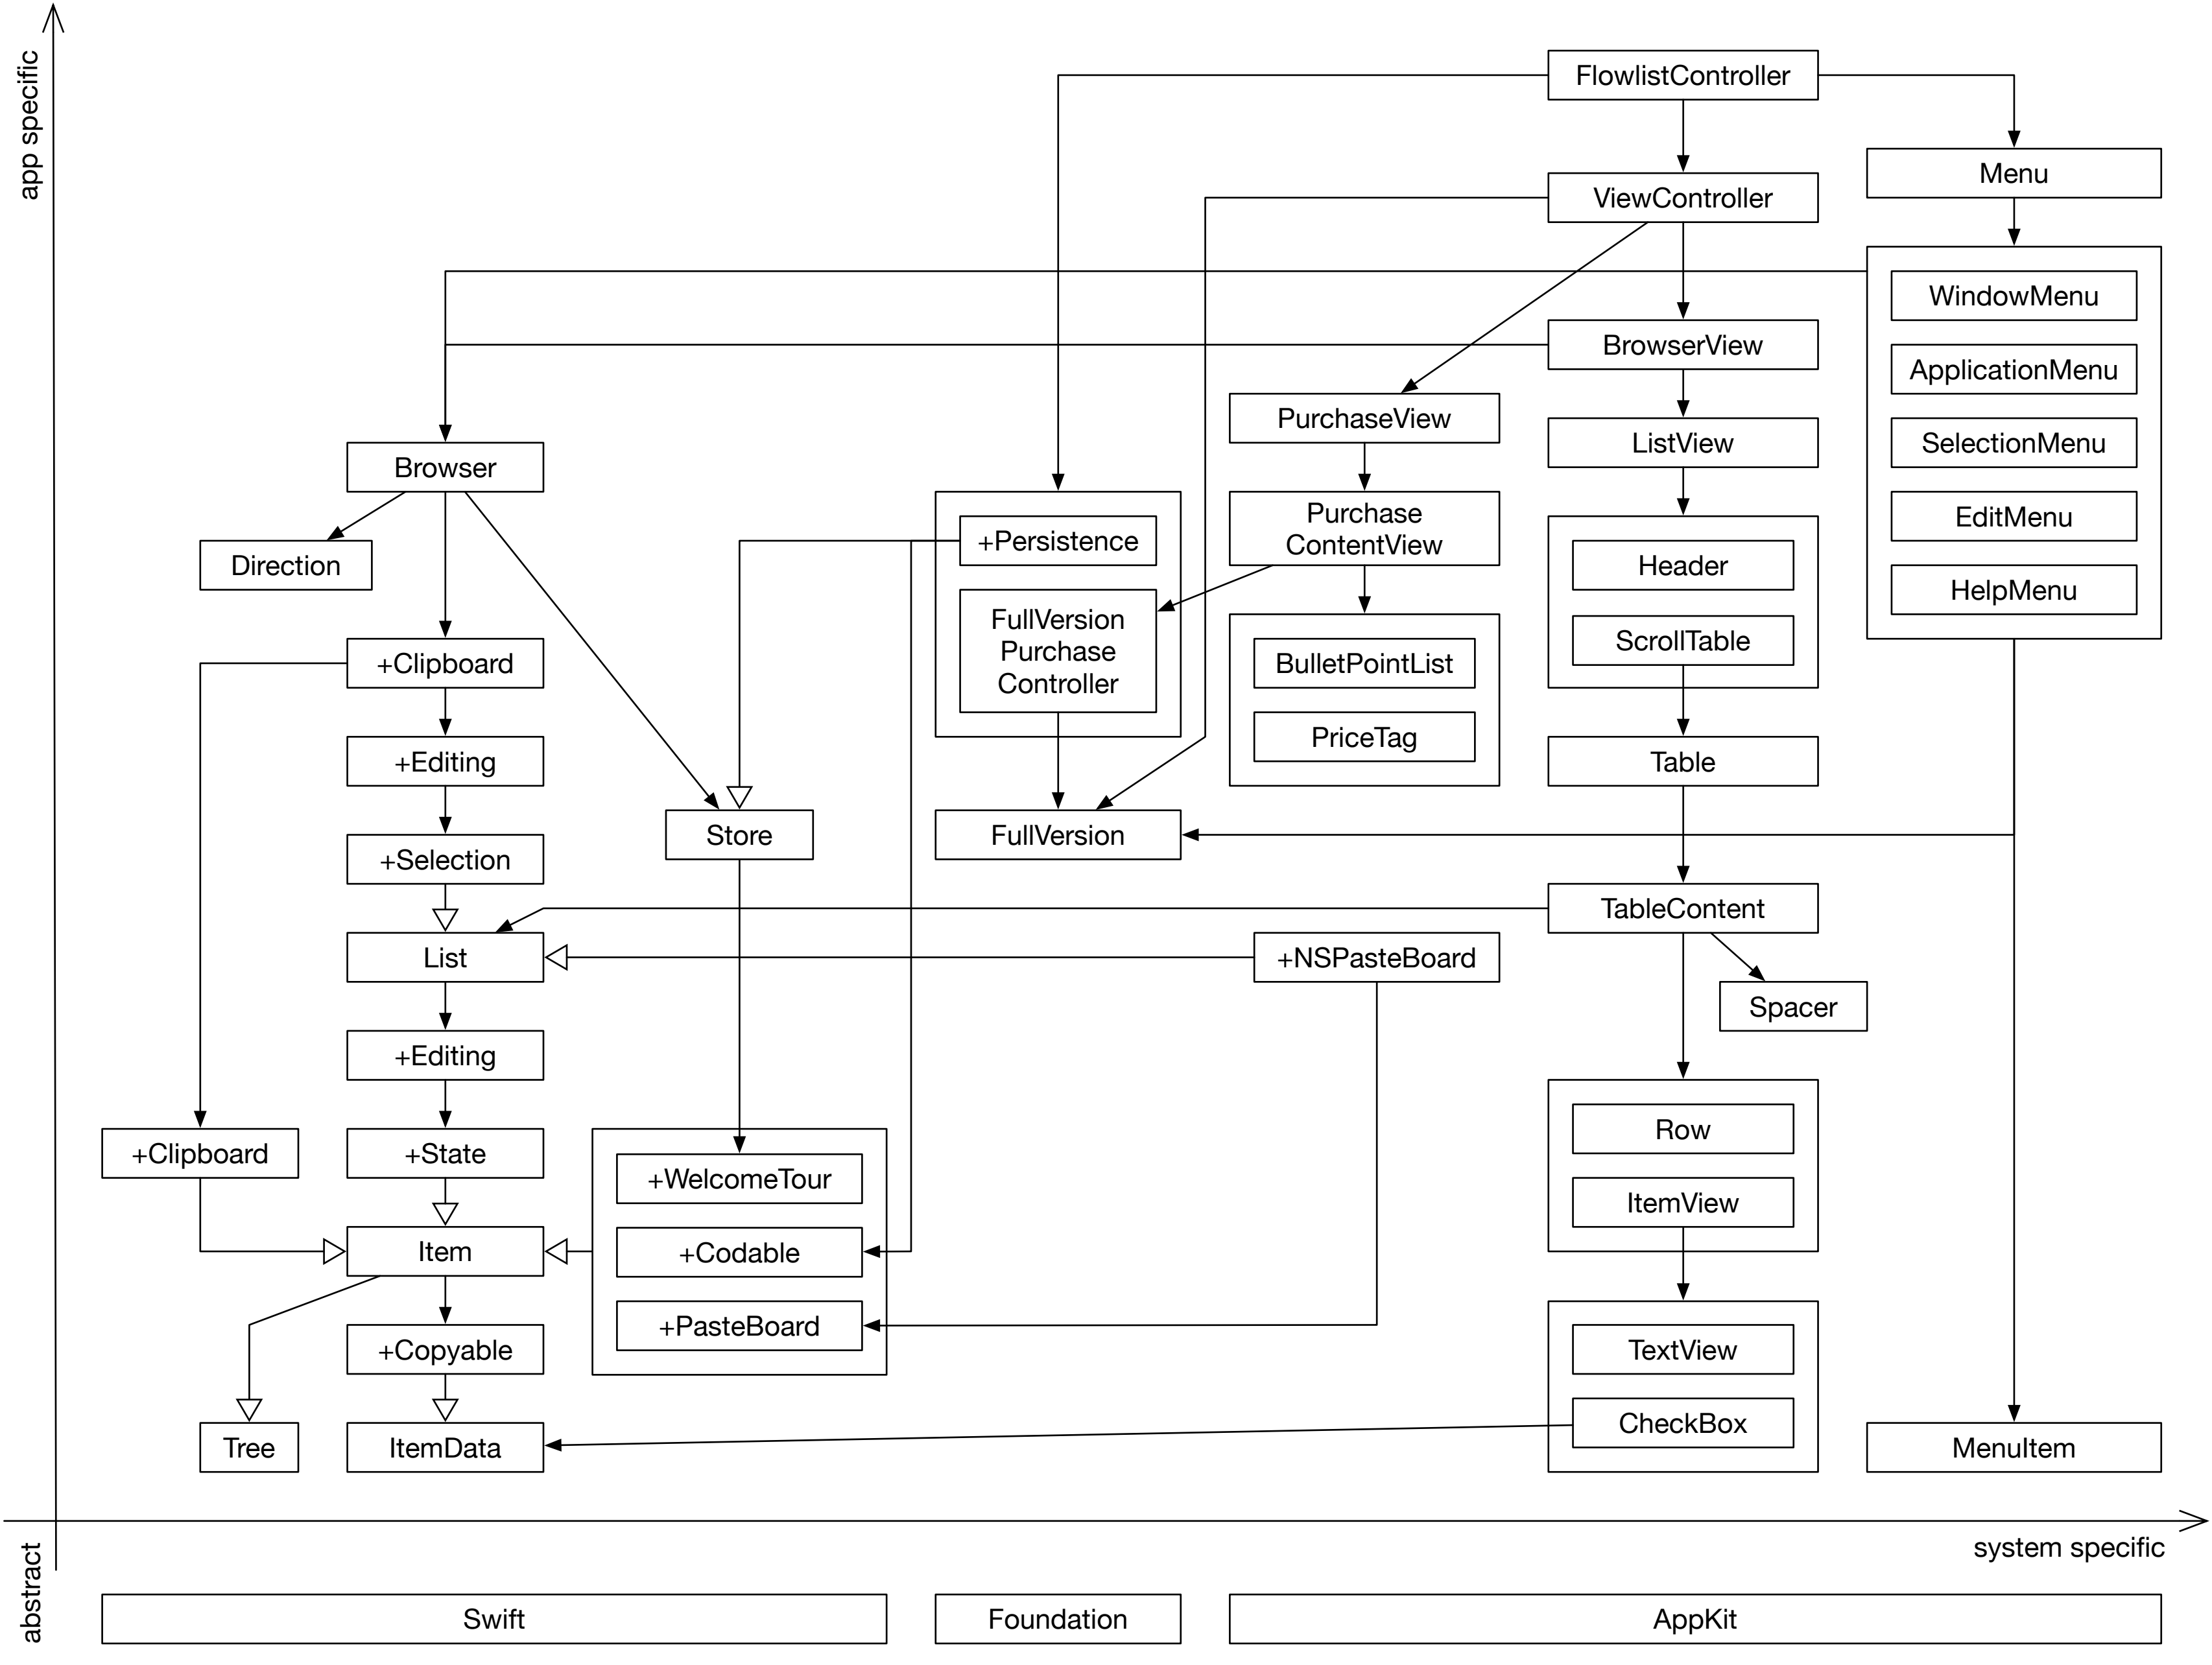 app specific
FlowlistController
Menu
ViewController
WindowMenu
BrowserView
ApplicationMenu
PurchaseView
ListView
SelectionMenu
Browser
Purchase
ContentView
EditMenu
+Persistence
Direction
Header
HelpMenu
FullVersion
Purchase
Controller
ScrollTable
+Clipboard
BulletPointList
PriceTag
+Editing
Table
Store
FullVersion
+Selection
TableContent
List
+NSPasteBoard
Spacer
+Editing
Row
+Clipboard
+State
+WelcomeTour
ItemView
Item
+Codable
+PasteBoard
+Copyable
TextView
CheckBox
Tree
ItemData
MenuItem
system specific
abstract
Swift
Foundation
AppKit